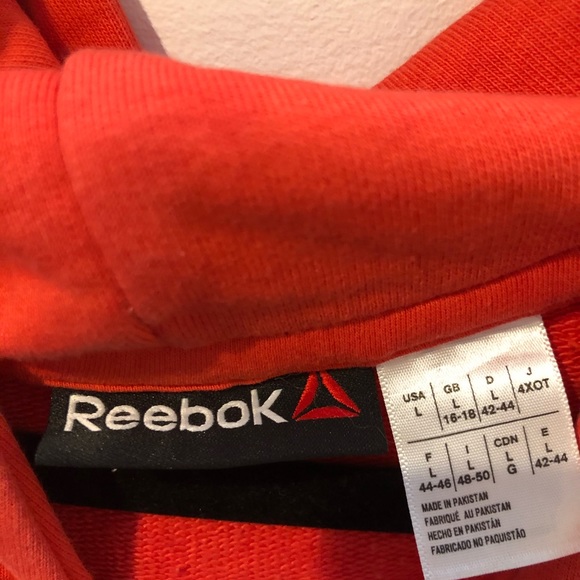 Reebok
USA GB D J
L L L 4XOT
16-18 42-44
F I CDN E
L L L L
44-46 48-50 G 42-44
MADE IN PAKISTAN
FABRIQUÉ AU PAKISTAN
HECHO EN PAKISTÁN
FABRICADO NO PAQUISTÃO